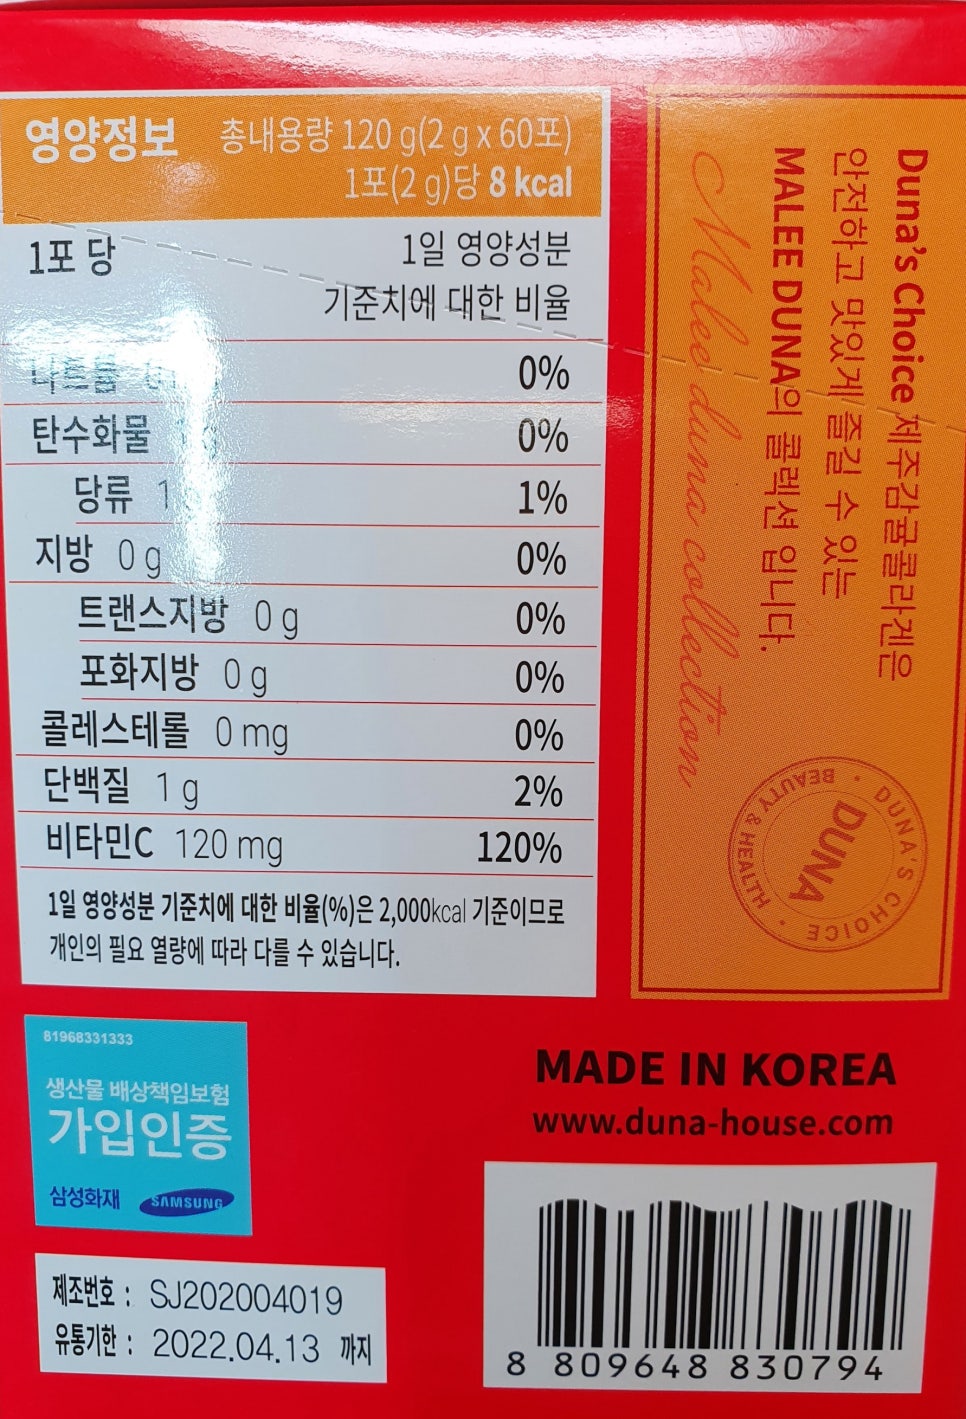 영양정보 총내용량 120 g(2 g x 60포)
1포(2 g)당 8 kcal
1포 당 1일 영양성분
기준치에 대한 비율
나트륨 0%
탄수화물 0%
당류 1 1%
지방 0 g 0%
트랜스지방 0 g 0%
포화지방 0 g 0%
콜레스테롤 0 mg 0%
단백질 1 g 2%
비타민C 120 mg 120%
1일 영양성분 기준치에 대한 비율(%)은 2,000kcal 기준이므로
개인의 필요 열량에 따라 다를 수 있습니다.
Duna's Choice 제주감귤콜라겐은
안전하고 맛있게 즐길 수 있는
MALEE DUNA의 콜렉션 입니다.
Malee duna collection
DUNA'S CHOICE · BEAUTY & HEALTH ·
DUNA
81968331333
생산물 배상책임보험
가입인증
삼성화재 SAMSUNG
제조번호 : SJ202004019
유통기한 : 2022.04.13 까지
MADE IN KOREA
www.duna-house.com
8 809648 830794